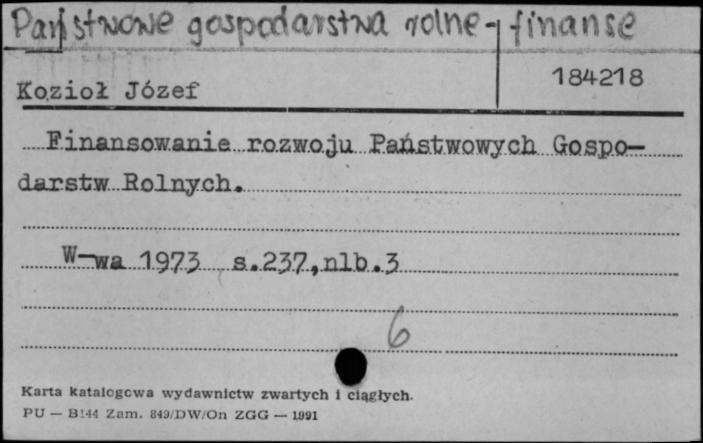 Państwowe gospodarstwa rolne - finanse
184218
Kozioł Józef
Finansowanie rozwoju Państwowych Gospo-
darstw Rolnych.
W-wa 1973 s.237,nlb.3
6
Karta katalogowa wydawnictw zwartych i ciągłych.
PU — B144 Zam. 849/DW/On ZGG — 1991